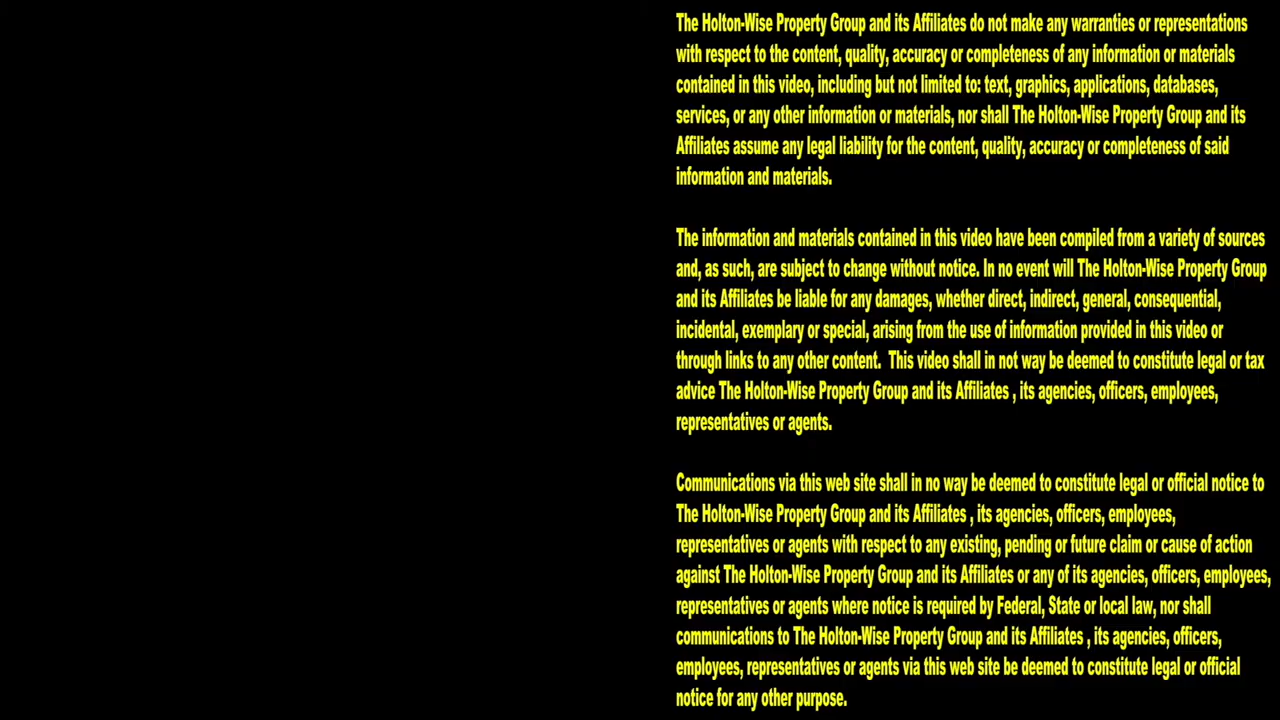 The Holton-Wise Property Group and its Affiliates do not make any warranties or representations
with respect to the content, quality, accuracy or completeness of any information or materials
contained in this video, including but not limited to: text, graphics, applications, databases,
services, or any other information or materials, nor shall The Holton-Wise Property Group and its
Affiliates assume any legal liability for the content, quality, accuracy or completeness of said
information and materials.
The information and materials contained in this video have been compiled from a variety of sources
and, as such, are subject to change without notice. In no event will The Holton-Wise Property Group
and its Affiliates be liable for any damages, whether direct, indirect, general, consequential,
incidental, exemplary or special, arising from the use of information provided in this video or
through links to any other content.  This video shall in not way be deemed to constitute legal or tax
advice The Holton-Wise Property Group and its Affiliates , its agencies, officers, employees,
representatives or agents.
Communications via this web site shall in no way be deemed to constitute legal or official notice to
The Holton-Wise Property Group and its Affiliates , its agencies, officers, employees,
representatives or agents with respect to any existing, pending or future claim or cause of action
against The Holton-Wise Property Group and its Affiliates or any of its agencies, officers, employees,
representatives or agents where notice is required by Federal, State or local law, nor shall
communications to The Holton-Wise Property Group and its Affiliates , its agencies, officers,
employees, representatives or agents via this web site be deemed to constitute legal or official
notice for any other purpose.